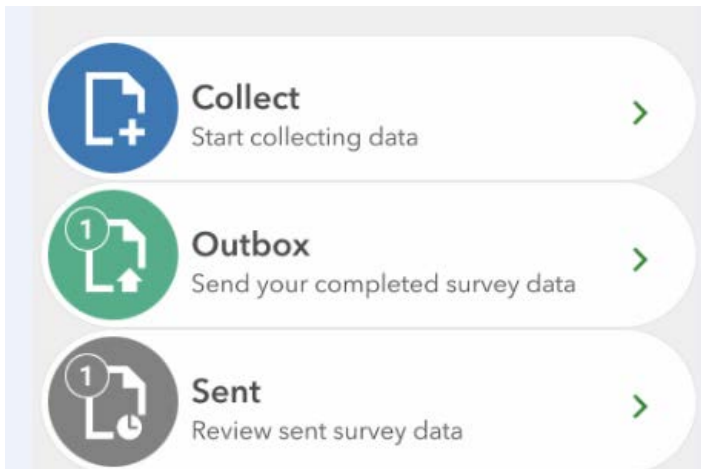 Collect
Start collecting data
1
Outbox
Send your completed survey data
1
Sent
Review sent survey data